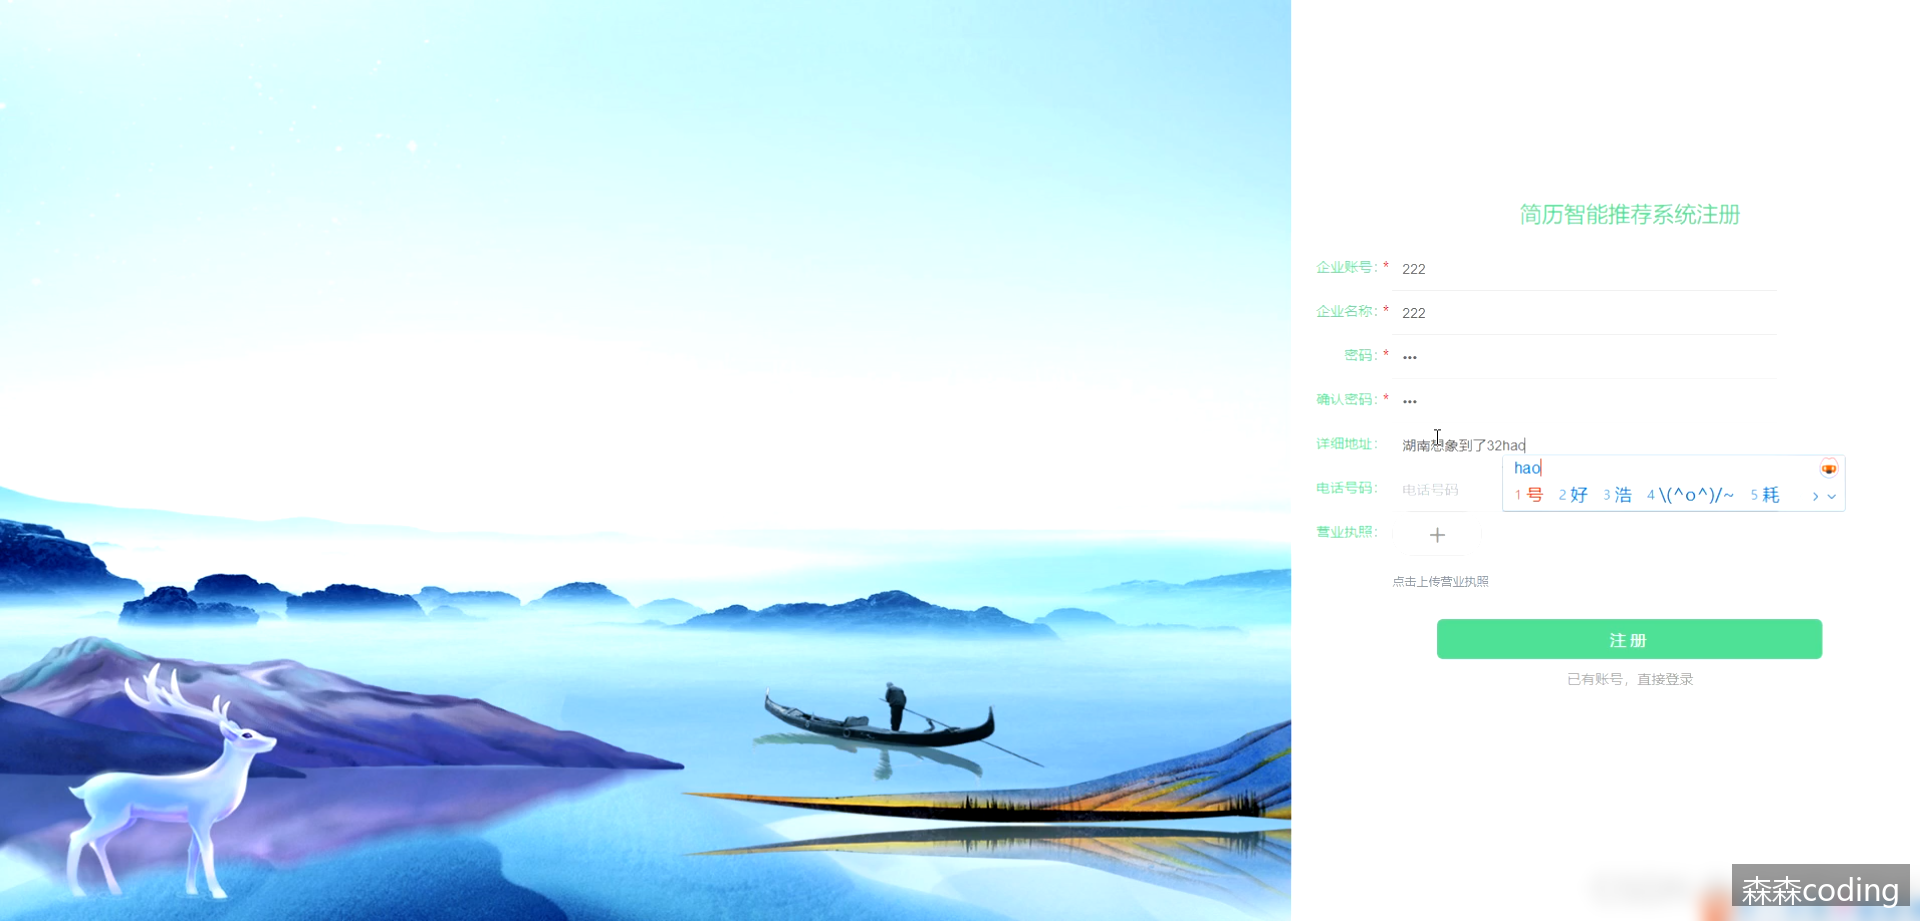 简历智能推荐系统注册
企业账号：* 222
企业名称：* 222
密码：* •••
确认密码：* •••
详细地址： 湖南想象到了32hao
hao
1 号 2 好 3 浩 4 \(^o^)/~ 5 耗
电话号码： 电话号码
营业执照： +
点击上传营业执照
注册
已有账号，直接登录
森森coding